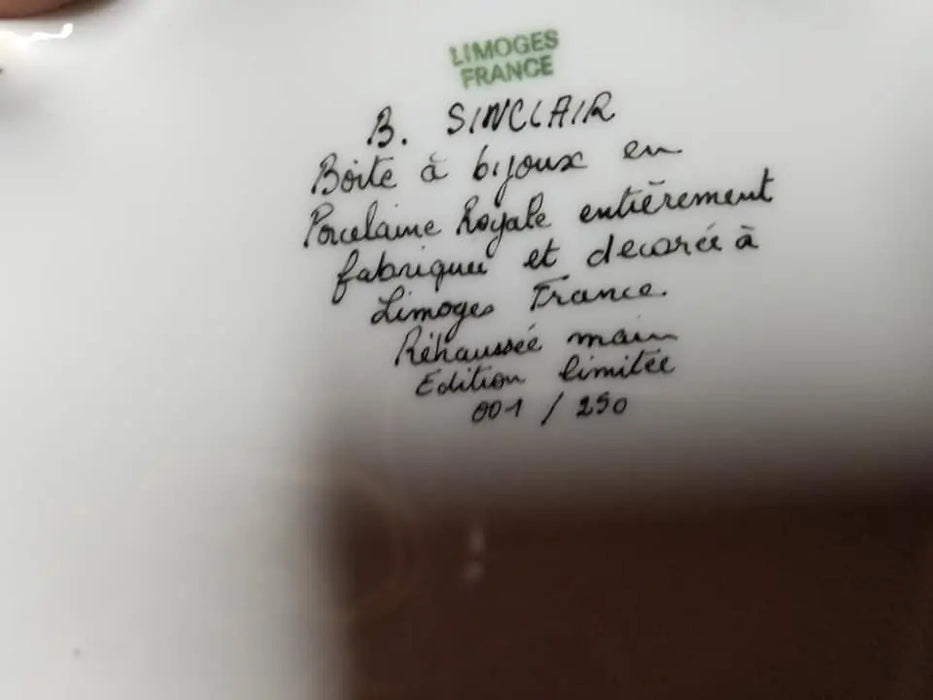 LIMOGES
FRANCE
B. SINCLAIR
Boite à bijoux en
Porcelaine Royale entièrement
fabriquée et decorée à
Limoges France.
Réhaussée main
Edition limitée
001 / 250